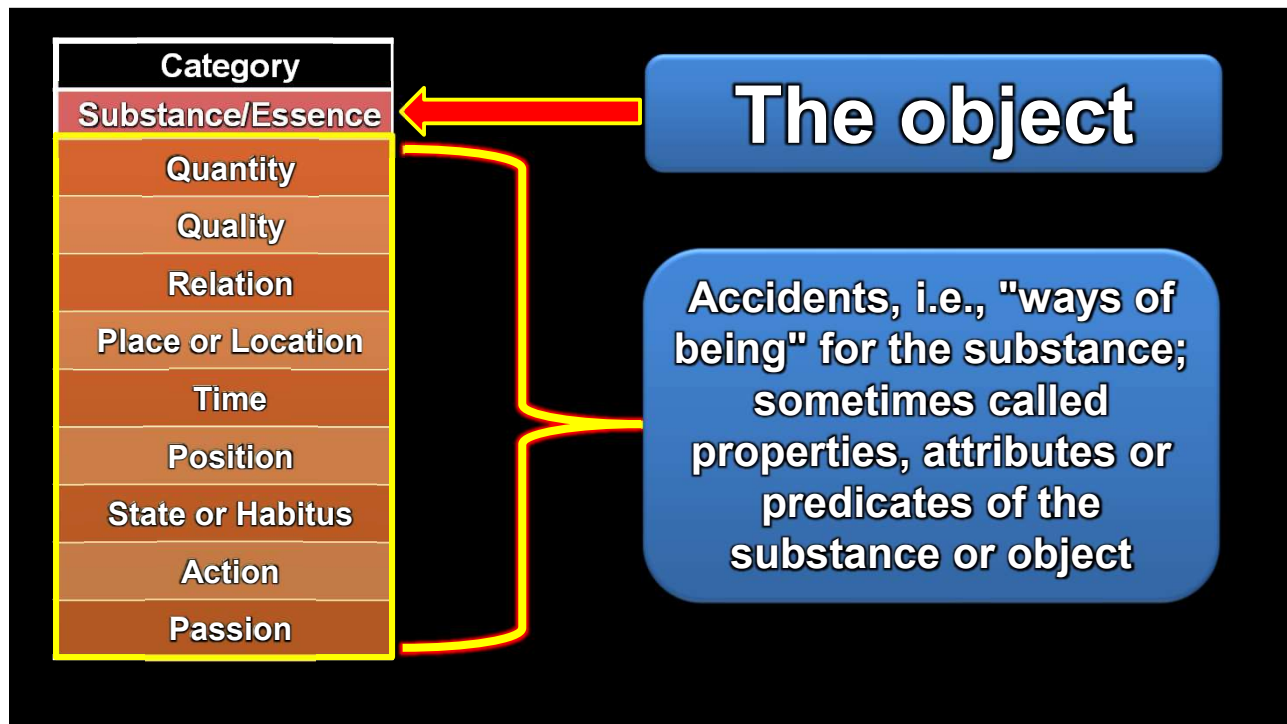 Category
Substance/Essence
Quantity
Quality
Relation
Place or Location
Time
Position
State or Habitus
Action
Passion
The object
Accidents, i.e., "ways of
being" for the substance;
sometimes called
properties, attributes or
predicates of the
substance or object